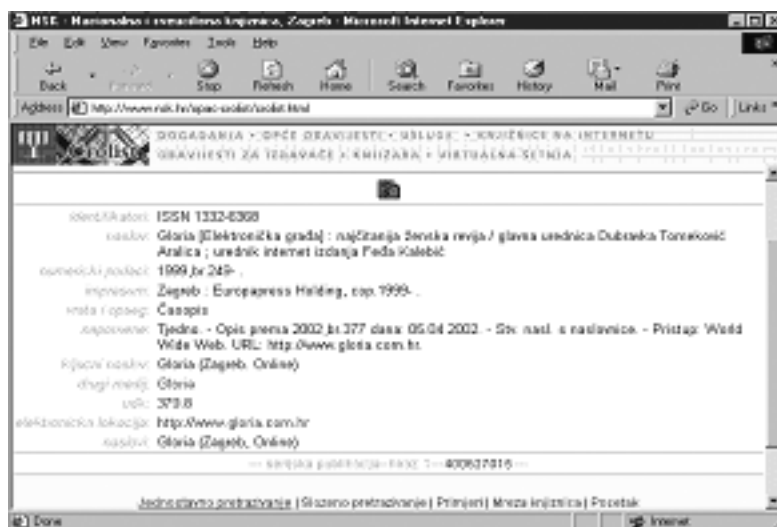 NSK - Nacionalna i sveučilišna knjižnica, Zagreb - Microsoft Internet Explorer
File Edit View Favorites Tools Help
Back Forward Stop Refresh Home Search Favorites History Mail Print
Address http://www.nsk.hr/opac-crolist/crolist.html Go Links
crolist
DOGAĐANJA • OPĆE OBAVIJESTI • USLUGE • KNJIŽNICE NA INTERNETU
OBAVIJESTI ZA IZDAVAČE • KNJIŽARA • VIRTUALNA ŠETNJA
identifikatori: ISSN 1332-6368
naslov: Gloria [Elektronička građa] : najčitanija ženska revija / glavna urednica Dubravka Tomeković
Aralica ; urednik internet izdanja Feđa Kalebić
numerički podaci: 1999,br.249- .
impresum: Zagreb : Europapress Holding, cop.1999- .
vrsta i opseg: Časopis
napomene: Tjedno. - Opis prema 2002,br.377 dana: 05.04.2002. - Stv. nasl. s naslovnice. - Pristup: World
Wide Web. URL: http://www.gloria.com.hr.
ključni naslov: Gloria (Zagreb. Online)
drugi medij: Gloria
udk: 379.8
elektronička lokacija: http://www.gloria.com.hr
naslovi: Gloria (Zagreb. Online)
--- serijska publikacija- 400627016 ---
Jednostavno pretraživanje | Složeno pretraživanje | Primjeri | Mreža knjižnica | Početak
Done Internet